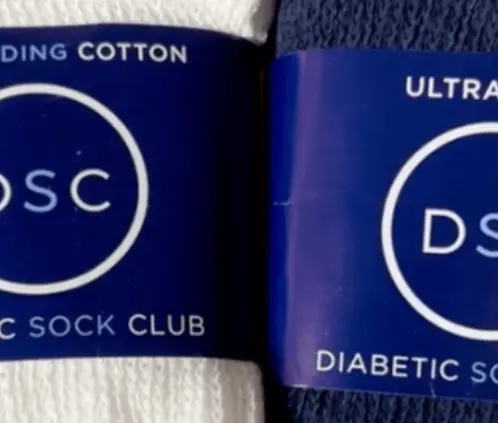 DING COTTON
DSC
C SOCK CLUB
ULTRA
DS
DIABETIC SO